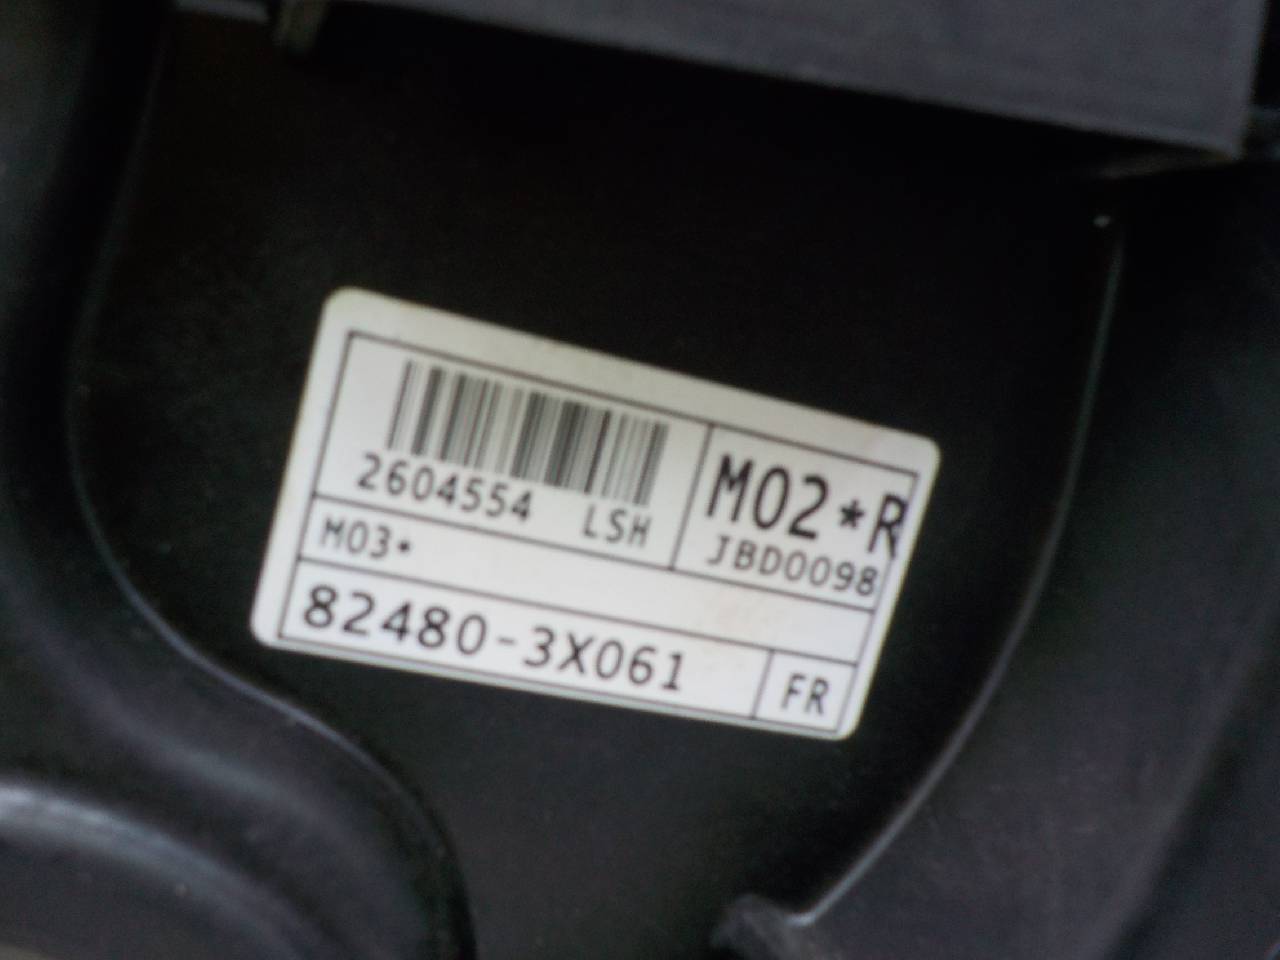 2604554 LSH
M02*R
JBD0098
M03*
82480-3X061
FR